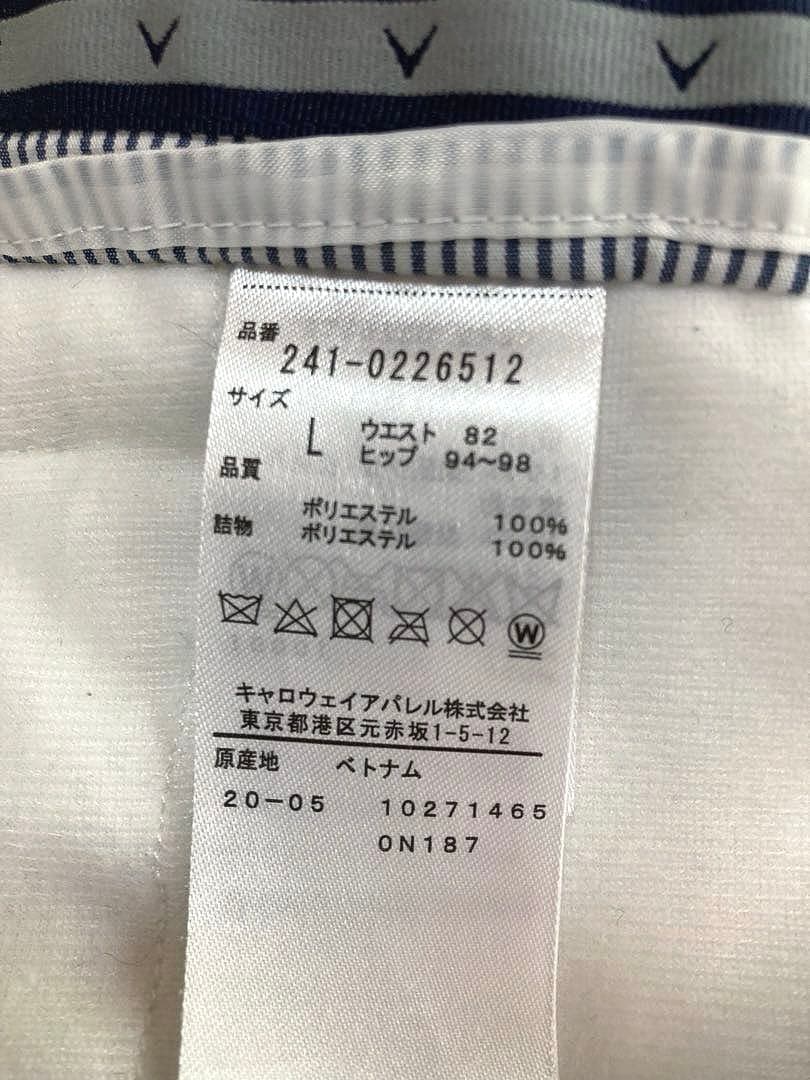 品番
241-0226512
サイズ
L ウエスト 82
ヒップ 94~98
品質
ポリエステル 100%
詰物 ポリエステル 100%
W
キャロウェイアパレル株式会社
東京都港区元赤坂1-5-12
原産地 ベトナム
20-05 10271465
0N187